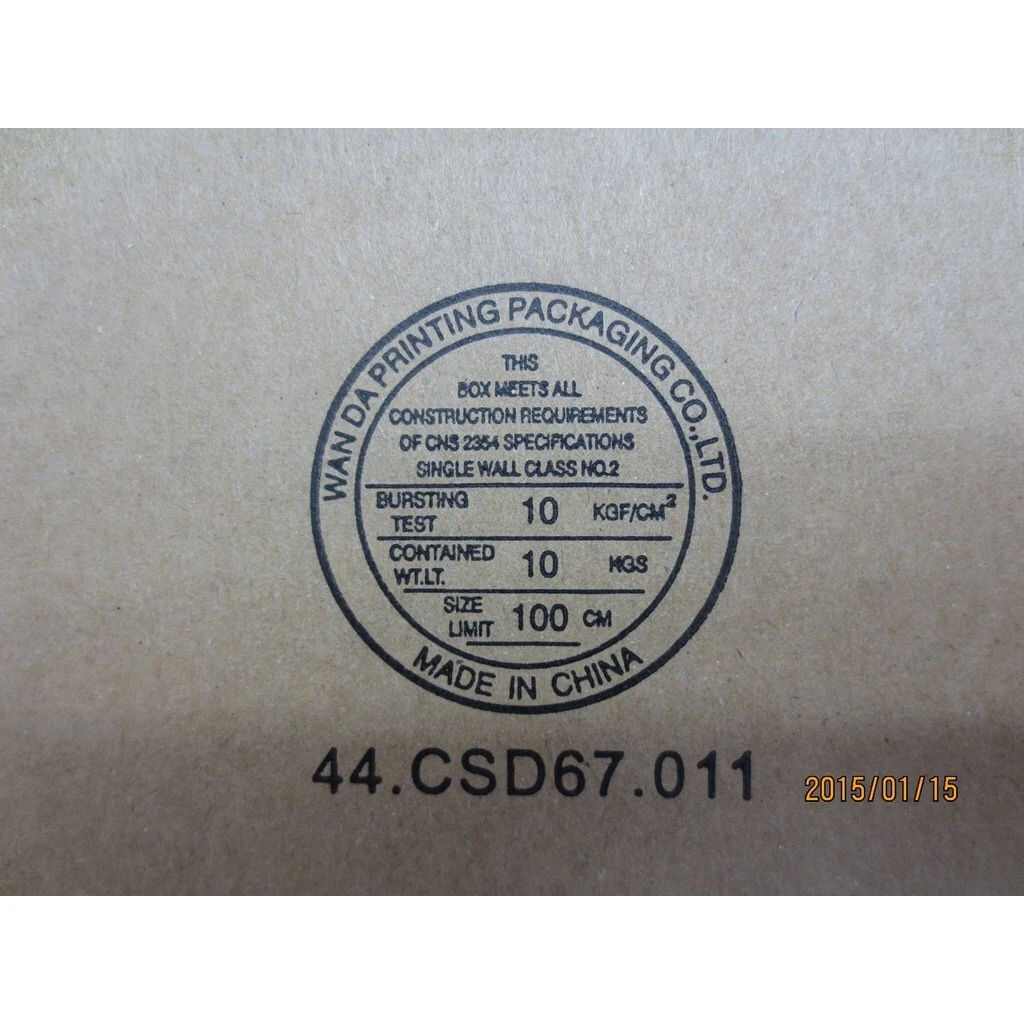 WAN DA PRINTING PACKAGING CO.,LTD.
THIS
BOX MEETS ALL
CONSTRUCTION REQUIREMENTS
OF CNS 2354 SPECIFICATIONS
SINGLE WALL CLASS NO.2
BURSTING TEST 10 KGF/CM²
CONTAINED WT.LT. 10 KGS
SIZE LIMIT 100 CM
MADE IN CHINA
44.CSD67.011
2015/01/15